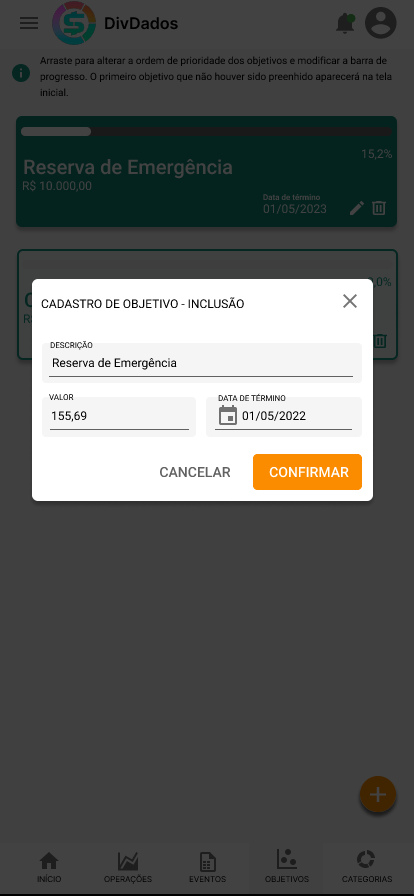 DivDados
Arraste para alterar a ordem de prioridade dos objetivos e modificar a barra de
progresso. O primeiro objetivo que não houver sido preenhido aparecerá na tela
inicial.
15,2%
Reserva de Emergência
R$ 10.000,00
Data de término
01/05/2023
CADASTRO DE OBJETIVO - INCLUSÃO
DESCRIÇÃO
Reserva de Emergência
VALOR
155,69
DATA DE TÉRMINO
01/05/2022
CANCELAR
CONFIRMAR
INÍCIO
OPERAÇÕES
EVENTOS
OBJETIVOS
CATEGORIAS